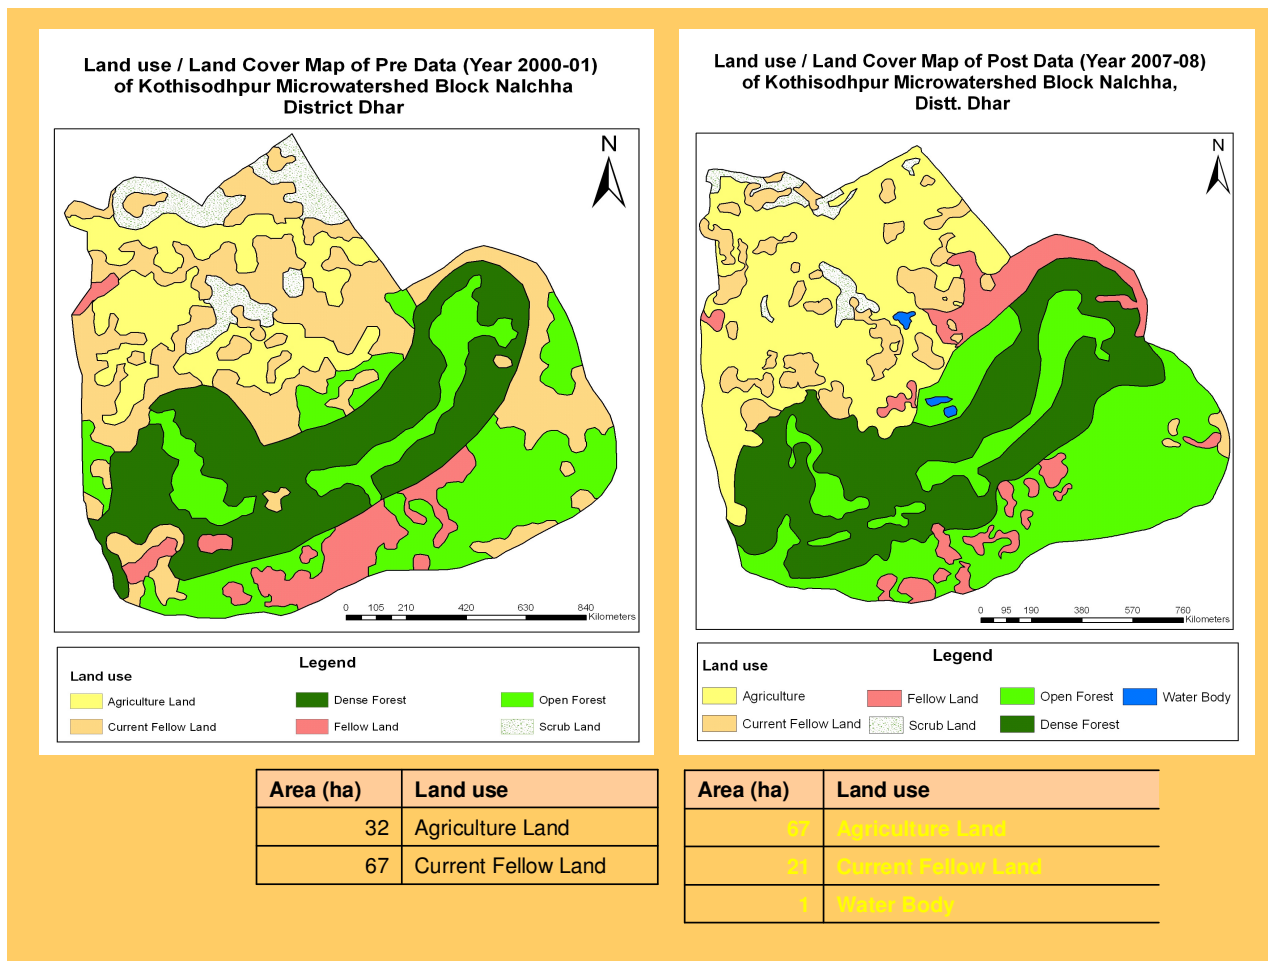 Land use / Land Cover Map of Pre Data (Year 2000-01)
of Kothisodhpur Microwatershed Block Nalchha
District Dhar
N
0 105 210 420 630 840
Kilometers
Legend
Land use
Agriculture Land
Dense Forest
Open Forest
Current Fellow Land
Fellow Land
Scrub Land
Land use / Land Cover Map of Post Data (Year 2007-08)
of Kothisodhpur Microwatershed Block Nalchha,
Distt. Dhar
N
0 95 190 380 570 760
Kilometers
Legend
Land use
Agriculture
Fellow Land
Open Forest
Water Body
Current Fellow Land
Scrub Land
Dense Forest
Area (ha) Land use
32 Agriculture Land
67 Current Fellow Land
Area (ha) Land use
67 Agriculture Land
21 Current Fellow Land
1 Water Body